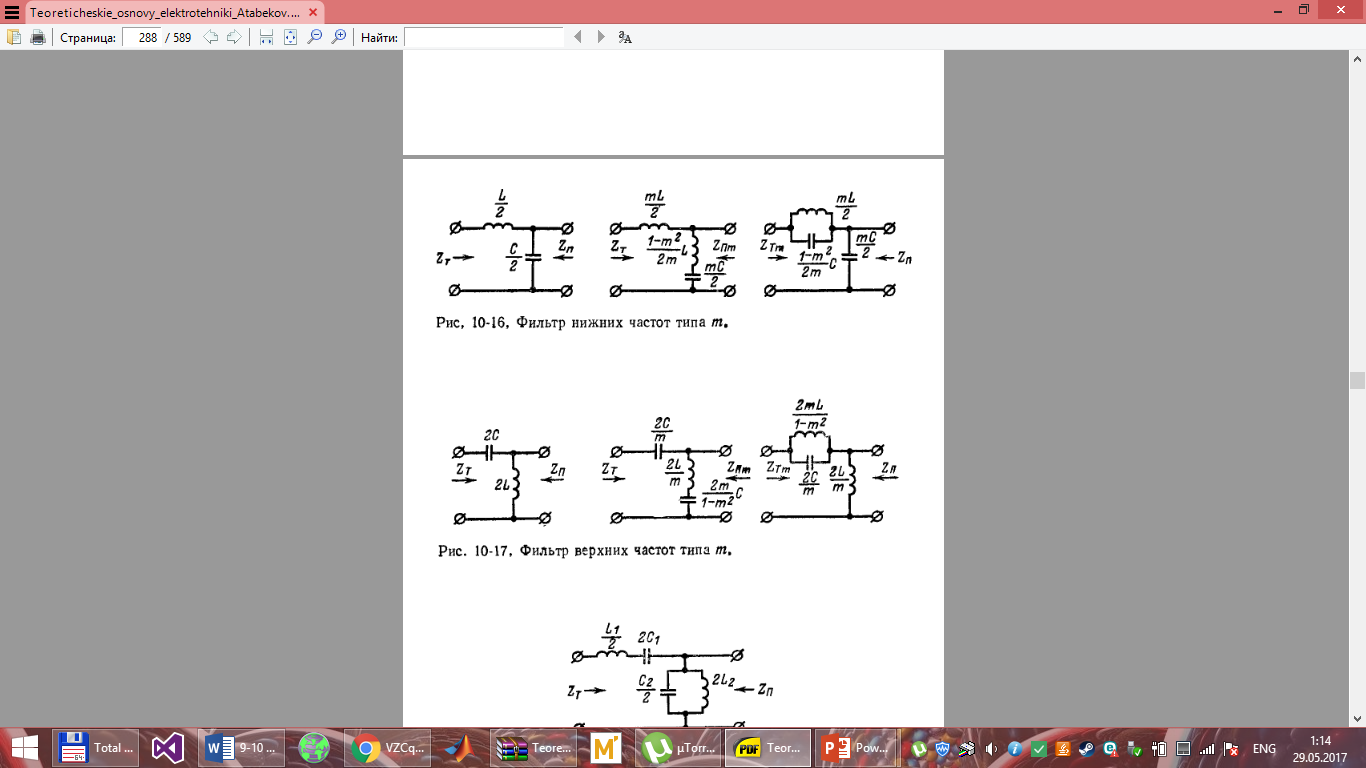 Teoreticheskie_osnovy_elektrotehniki_Atabekov....
Страница: 288 / 589 Найти:
L/2
Zт
C/2
Zп
mL/2
Zт
1-m²/2m L
Zпm
mC/2
mL/2
Zтm
1-m²/2m C
mC/2
Zп
Рис, 10-16, Фильтр нижних частот типа m.
2C
Zт
2L
Zп
2C/m
Zт
2L/m
Zпm
2m/1-m² C
2mL/1-m²
Zтm
2C/m
2L/m
Zп
Рис. 10-17, Фильтр верхних частот типа m.
L1/2
2C1
Zт
C2/2
2L2
Zп
Total ...
9-10 ...
VZCq...
Teore...
µTorr...
Teor...
Pow...
ENG
1:14
29.05.2017